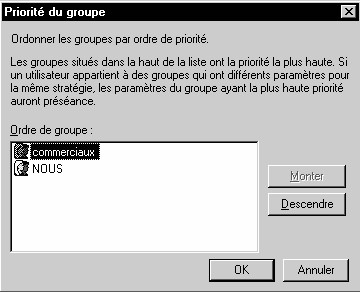 Priorité du groupe
Ordonner les groupes par ordre de priorité.
Les groupes situés dans la haut de la liste ont la priorité la plus haute. Si
un utilisateur appartient à des groupes qui ont différents paramètres pour
la même stratégie, les paramètres du groupe ayant la plus haute priorité
auront préséance.
Ordre de groupe :
commerciaux
NOUS
Monter
Descendre
OK
Annuler